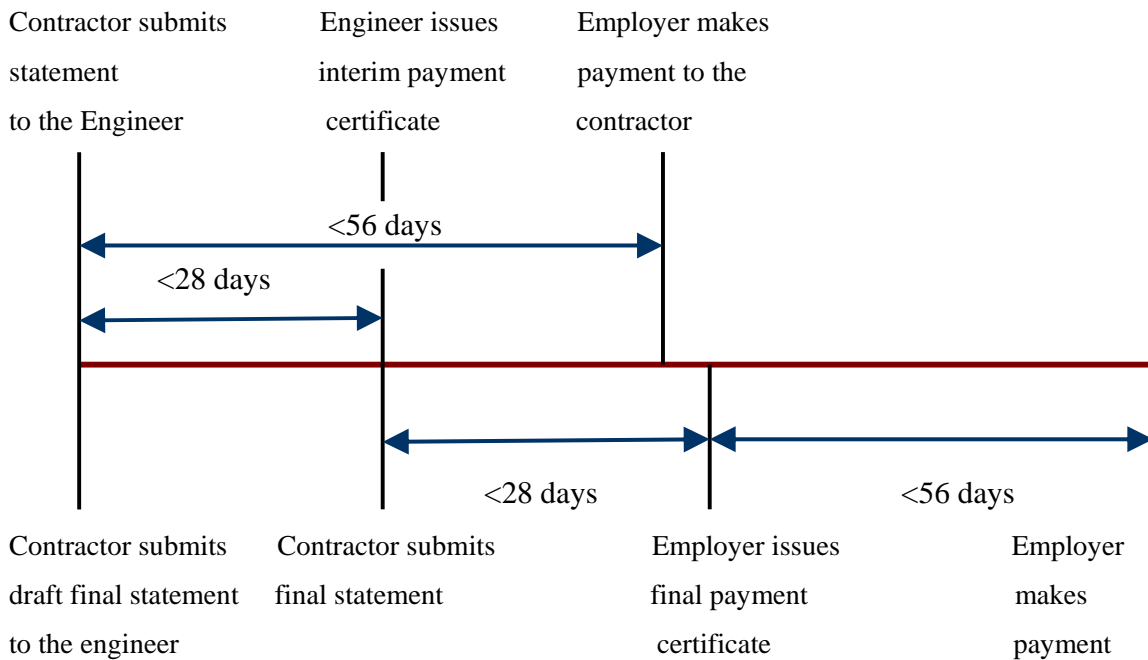 Contractor submits
statement
to the Engineer
Engineer issues
interim payment
certificate
Employer makes
payment to the
contractor
<56 days
<28 days
<28 days
<56 days
Contractor submits
draft final statement
to the engineer
Contractor submits
final statement
Employer issues
final payment
certificate
Employer
makes
payment